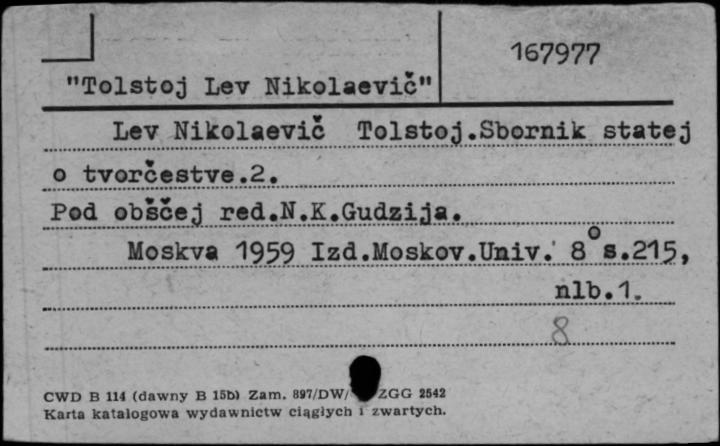 167977
"Tolstoj Lev Nikolaevič"
Lev Nikolaevič Tolstoj.Sbornik statej
o tvorčestve.2.
Pod obščej red.N.K.Gudzija.
Moskva 1959 Izd.Moskov.Univ. 8° s.215,
nlb.1.
8
CWD B 114 (dawny B 15b) Zam. 897/DW/ ZGG 2542
Karta katalogowa wydawnictw ciągłych i zwartych.